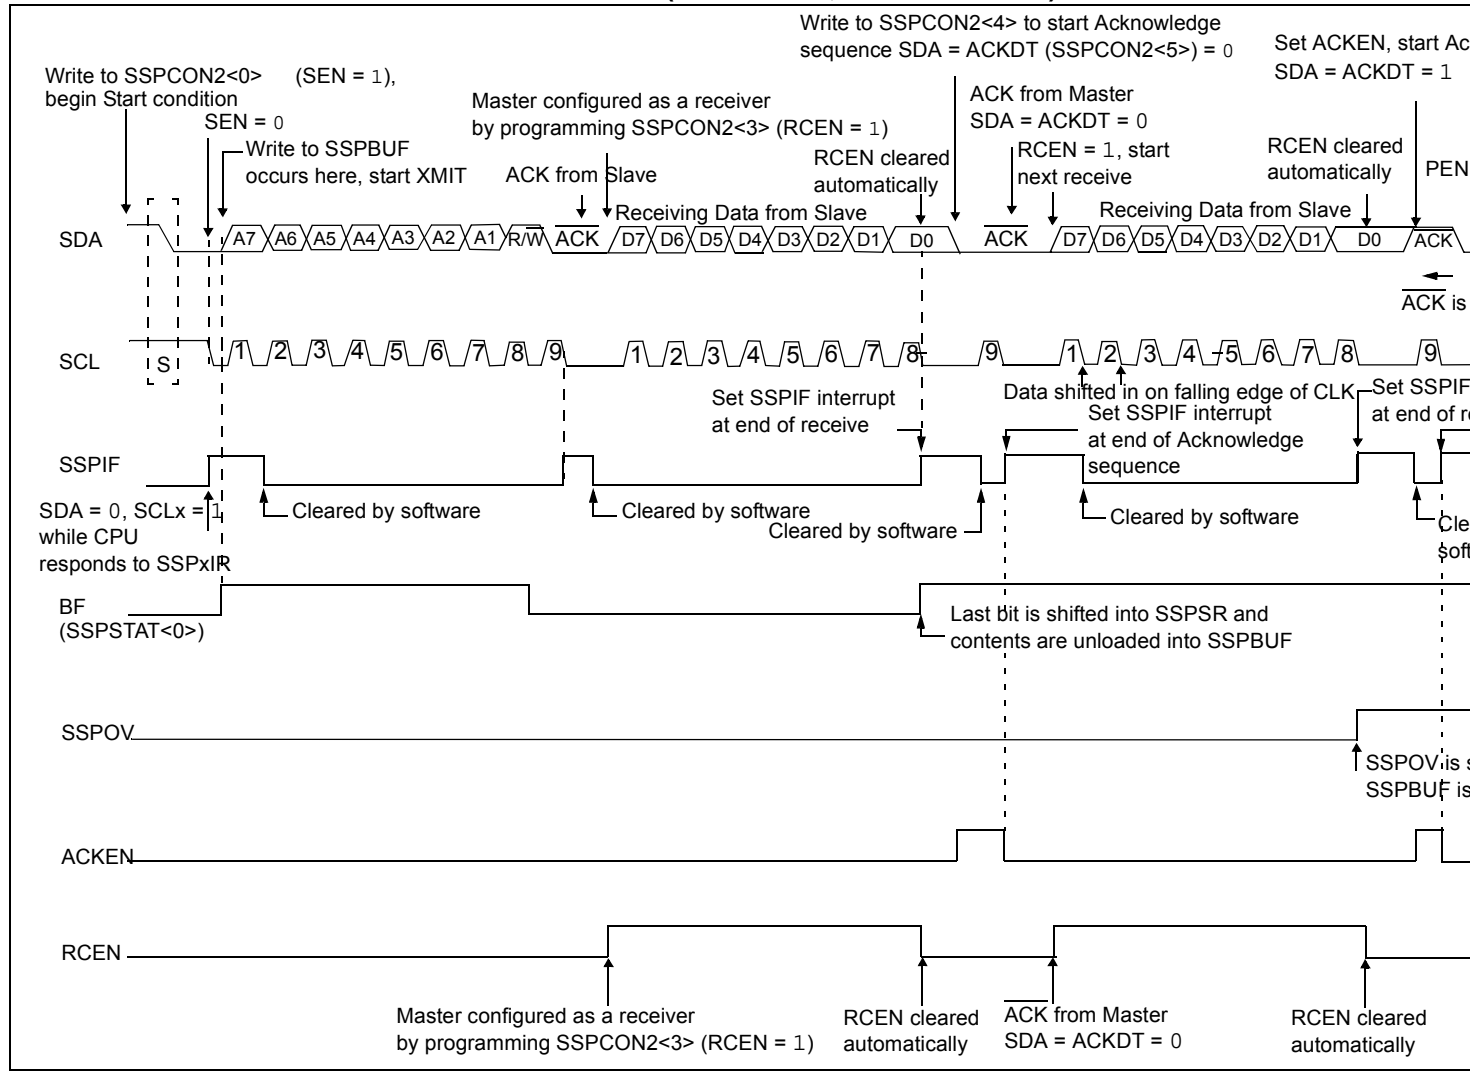 Write to SSPCON2<4> to start Acknowledge
sequence SDA = ACKDT (SSPCON2<5>) = 0
Set ACKEN, start Ac
SDA = ACKDT = 1
Write to SSPCON2<0> (SEN = 1),
begin Start condition
Master configured as a receiver
by programming SSPCON2<3> (RCEN = 1)
ACK from Master
SDA = ACKDT = 0
SEN = 0
Write to SSPBUF
occurs here, start XMIT
ACK from Slave
RCEN cleared
automatically
RCEN = 1, start
next receive
RCEN cleared
automatically
PEN
Receiving Data from Slave
Receiving Data from Slave
SDA A7 A6 A5 A4 A3 A2 A1 R/W ACK D7 D6 D5 D4 D3 D2 D1 D0 ACK D7 D6 D5 D4 D3 D2 D1 D0 ACK
ACK is
SCL S 1 2 3 4 5 6 7 8 9 1 2 3 4 5 6 7 8 9 1 2 3 4 5 6 7 8 9
Data shifted in on falling edge of CLK
Set SSPIF interrupt
at end of receive
Set SSPIF interrupt
at end of Acknowledge
sequence
Set SSPIF
at end of r
SSPIF
SDA = 0, SCLx = 1
while CPU
responds to SSPxIR
Cleared by software
Cleared by software
Cleared by software
Cleared by software
Cle
soft
BF
(SSPSTAT<0>)
Last bit is shifted into SSPSR and
contents are unloaded into SSPBUF
SSPOV
SSPOV is s
SSPBUF is
ACKEN
RCEN
Master configured as a receiver
by programming SSPCON2<3> (RCEN = 1)
RCEN cleared
automatically
ACK from Master
SDA = ACKDT = 0
RCEN cleared
automatically